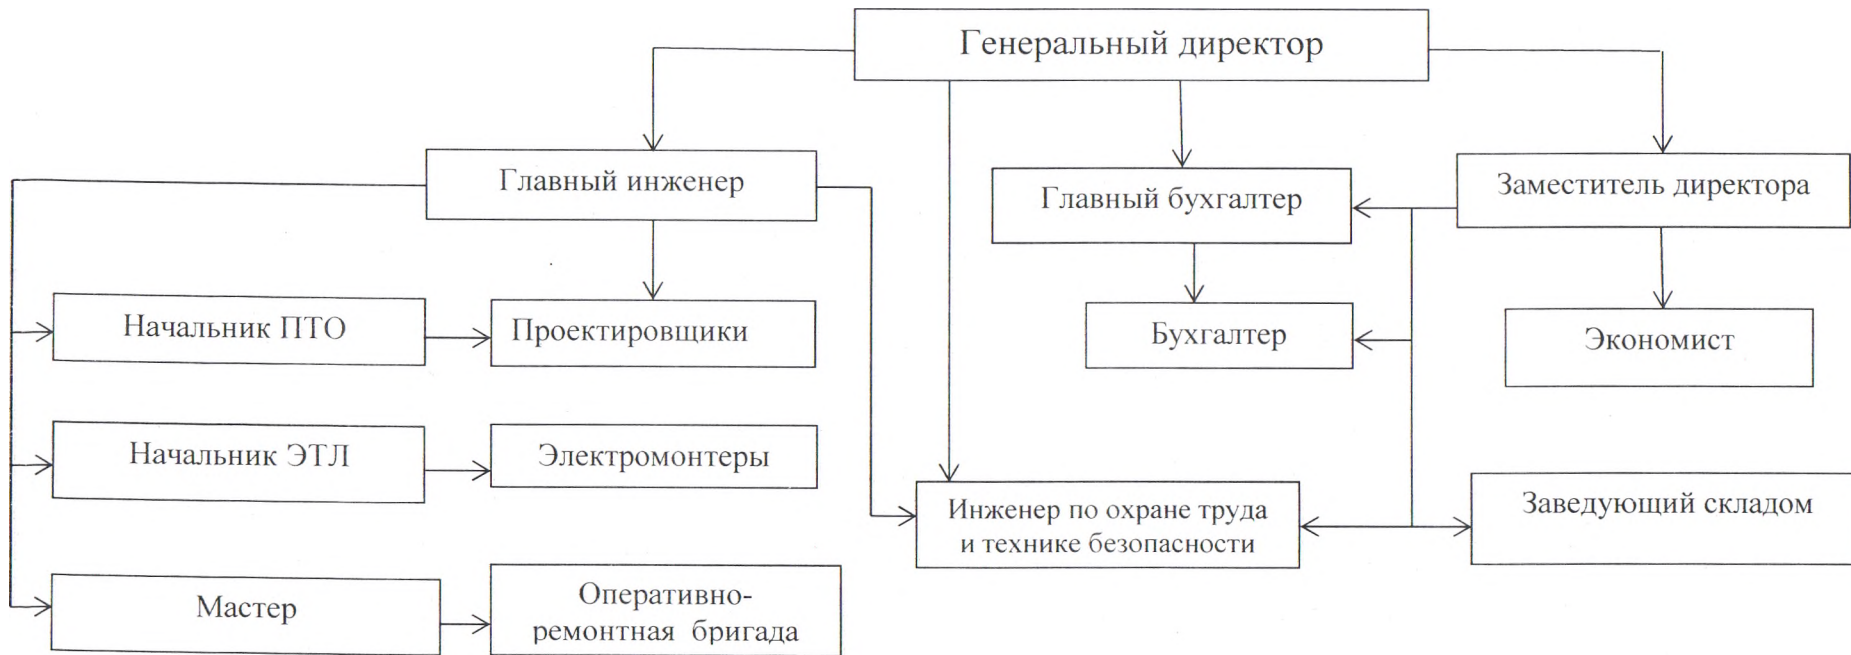 Генеральный директор
Главный инженер
Главный бухгалтер
Заместитель директора
Начальник ПТО
Проектировщики
Бухгалтер
Экономист
Начальник ЭТЛ
Электромонтеры
Инженер по охране труда
и технике безопасности
Заведующий складом
Мастер
Оперативно-
ремонтная бригада